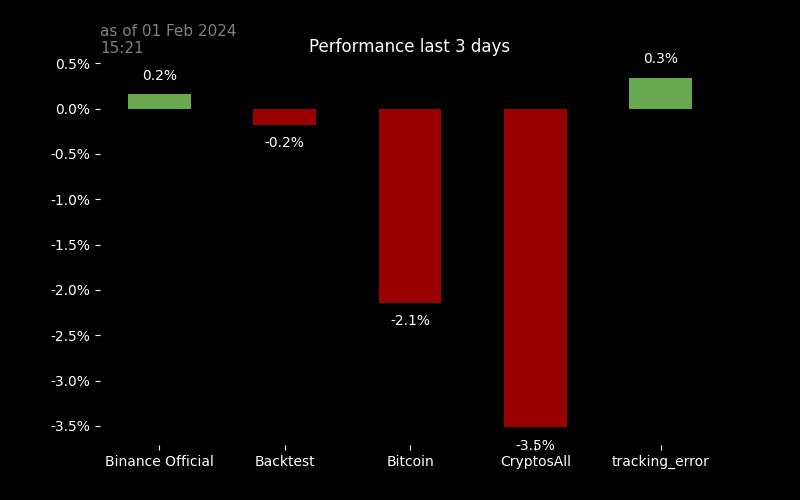 as of 01 Feb 2024
15:21
Performance last 3 days
0.5%
0.0%
-0.5%
-1.0%
-1.5%
-2.0%
-2.5%
-3.0%
-3.5%
0.2%
-0.2%
-2.1%
-3.5%
0.3%
Binance Official
Backtest
Bitcoin
CryptosAll
tracking_error